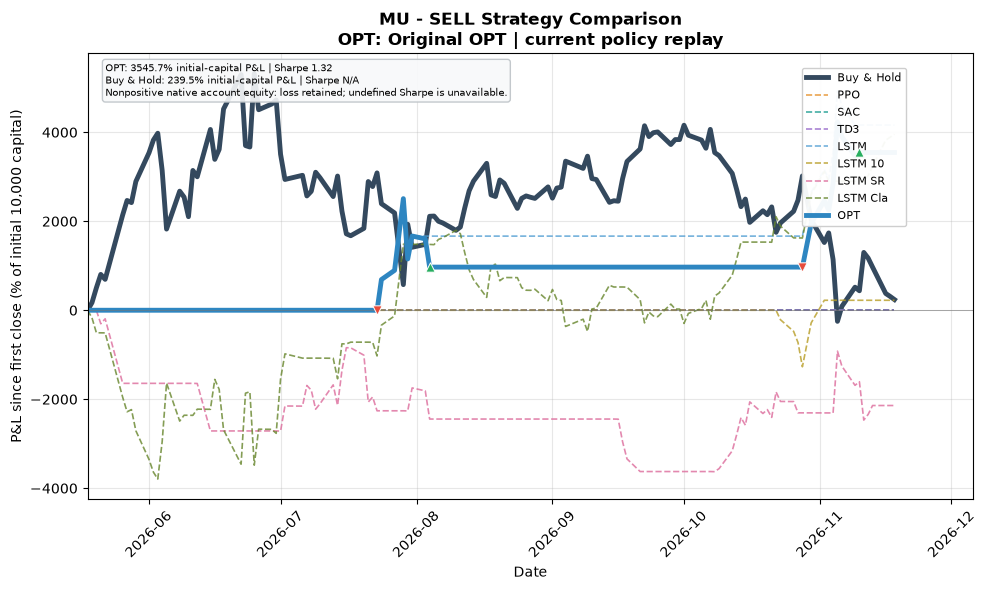 MU - SELL Strategy Comparison
OPT: Original OPT | current policy replay
OPT: 3545.7% initial-capital P&L | Sharpe 1.32
Buy & Hold: 239.5% initial-capital P&L | Sharpe N/A
Nonpositive native account equity: loss retained; undefined Sharpe is unavailable.
Buy & Hold
PPO
SAC
TD3
LSTM
LSTM 10
LSTM SR
LSTM Cla
OPT
P&L since first close (% of initial 10,000 capital)
4000
2000
0
−2000
−4000
2026-06
2026-07
2026-08
2026-09
2026-10
2026-11
2026-12
Date